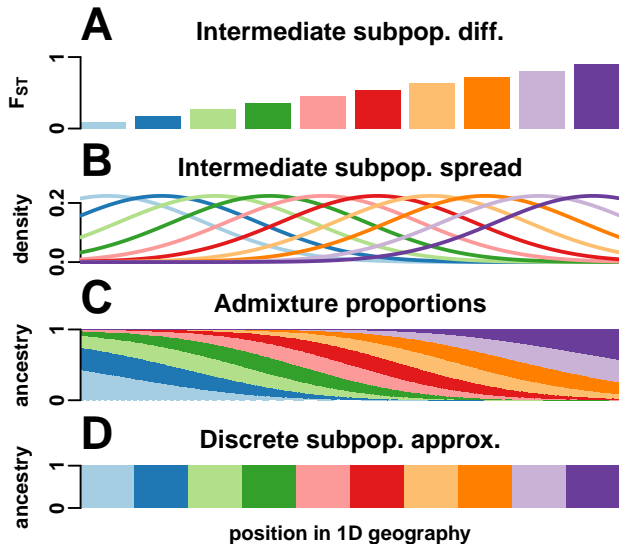 A
Intermediate subpop. diff.
1
FST
0
B
Intermediate subpop. spread
0.2
density
0.0
C
Admixture proportions
1
ancestry
0
D
Discrete subpop. approx.
1
ancestry
0
position in 1D geography